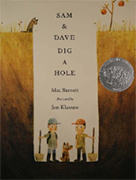 SAM
&
DAVE
DIG
A
HOLE
Mac Barnett
Jon Klassen